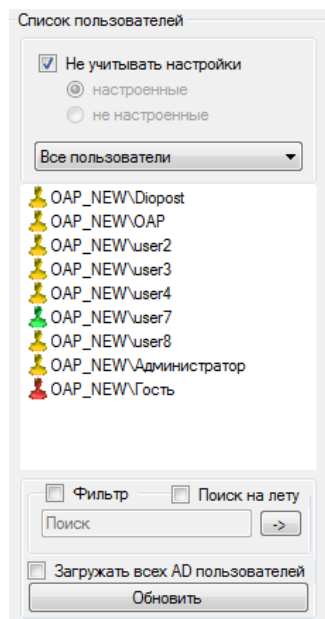 Список пользователей
Не учитывать настройки
настроенные
не настроенные
Все пользователи
OAP_NEW\Diopost
OAP_NEW\OAP
OAP_NEW\user2
OAP_NEW\user3
OAP_NEW\user4
OAP_NEW\user7
OAP_NEW\user8
OAP_NEW\Администратор
OAP_NEW\Гость
Фильтр Поиск на лету
Поиск ->
Загружать всех AD пользователей
Обновить